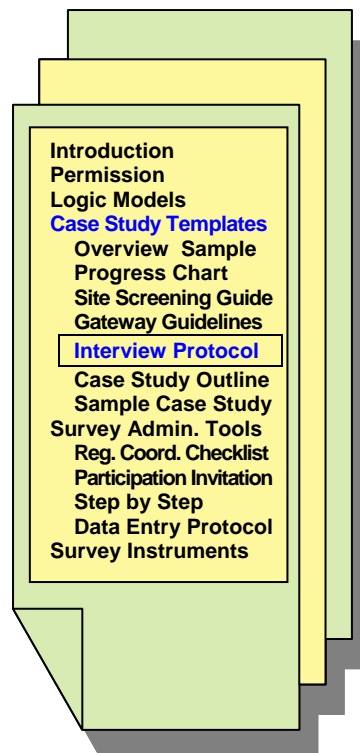 Introduction
Permission
Logic Models
Case Study Templates
Overview Sample
Progress Chart
Site Screening Guide
Gateway Guidelines
Interview Protocol
Case Study Outline
Sample Case Study
Survey Admin. Tools
Reg. Coord. Checklist
Participation Invitation
Step by Step
Data Entry Protocol
Survey Instruments